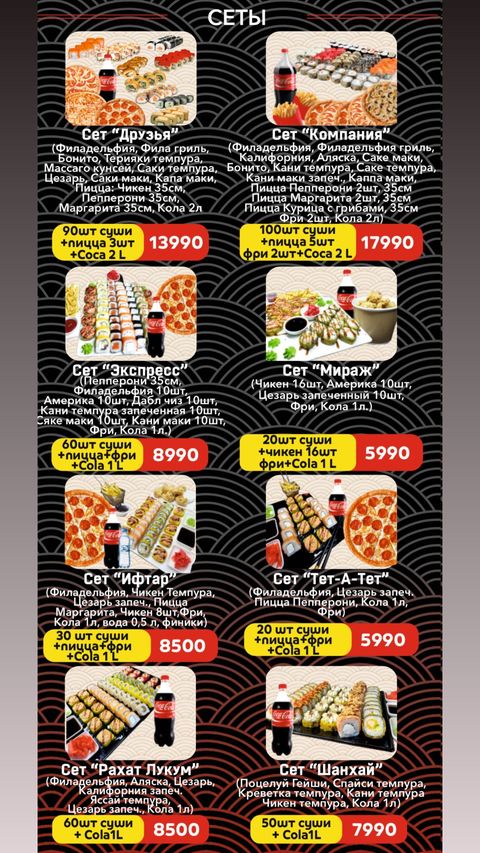 СЕТЫ
Сет "Друзья"
(Филадельфия, Фила гриль,
Бонито, Терияки темпура,
Массаго кунсей, Саки темпура,
Цезарь, Саки маки, Капа маки,
Пицца: Чикен 35см,
Пепперони 35см,
Маргарита 35см, Кола 2л
90шт суши
+пицца 3шт
+Coca 2 L
13990
Сет "Компания"
(Филадельфия, Филадельфия гриль,
Калифорния, Аляска, Саке маки,
Бонито, Кани темпура, Саке темпура,
Кани маки запеч, Каппа маки,
Пицца Пепперони 2шт, 35см
Пицца Маргарита 2шт, 35см
Пицца Курица с грибами, 35см
Фри 2шт, Кола 2л)
100шт суши
+пицца 5шт
фри 2шт+Coca 2 L
17990
Сет "Экспресс"
(Пепперони 35см,
Филадельфия 10шт,
Америка 10шт, Дабл чиз 10шт,
Кани темпура запеченная 10шт,
Сяке маки 10шт, Кани маки 10шт,
Фри, Кола 1л.)
60шт суши
+пицца+фри
+Cola 1 L
8990
Сет "Мираж"
(Чикен 16шт, Америка 10шт,
Цезарь запеченный 10шт,
Фри, Кола 1л.)
20шт суши
+чикен 16шт
фри+Cola 1 L
5990
Сет "Ифтар"
(Филадельфия, Чикен Темпура,
Цезарь запеч., Пицца
Маргарита, Чикен 8шт,Фри,
Кола 1л, вода 0,5 л, финики)
30 шт суши
+пицца+фри
+Cola 1 L
8500
Сет "Тет-А-Тет"
(Филадельфия, Цезарь запеч.
Пицца Пепперони, Кола 1л,
Фри)
20 шт суши
+пицца+фри
+Cola 1 L
5990
Сет "Рахат Лукум"
(Филадельфия, Аляска, Цезарь,
Калифорния запеч.
Яссай темпура,
Цезарь запеч., Кола 1л)
60шт суши
+ Cola1L
8500
Сет "Шанхай"
(Поцелуй Гейши, Спайси темпура,
Креветка темпура, Кани темпура
Чикен темпура, Кола 1л)
50шт суши
+ Cola1L
7990